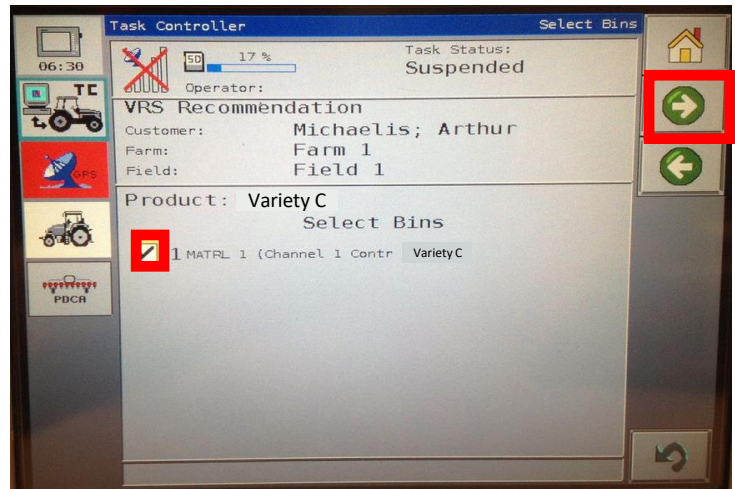 Task Controller Select Bins
06:30
SD 17 %
Task Status:
Suspended
Operator:
TC
VRS Recommendation
Customer: Michaelis; Arthur
Farm: Farm 1
Field: Field 1
GPS
Product: Variety C
Select Bins
1 MATRL 1 (Channel 1 Contr Variety C
PDCA